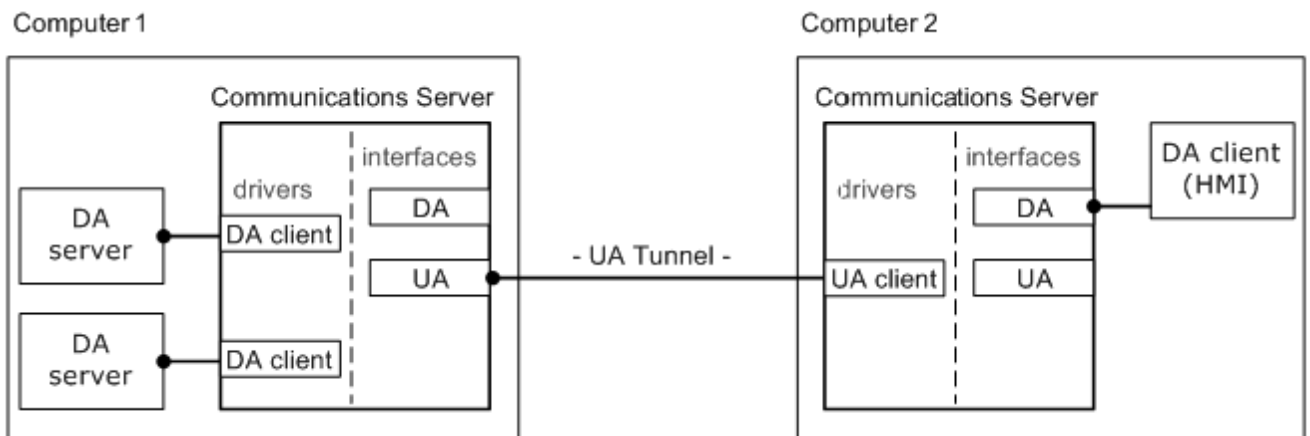 Computer 1
Communications Server
drivers
interfaces
DA
server
DA client
DA
UA
DA
server
DA client
- UA Tunnel -
Computer 2
Communications Server
drivers
interfaces
DA
UA client
UA
DA client
(HMI)